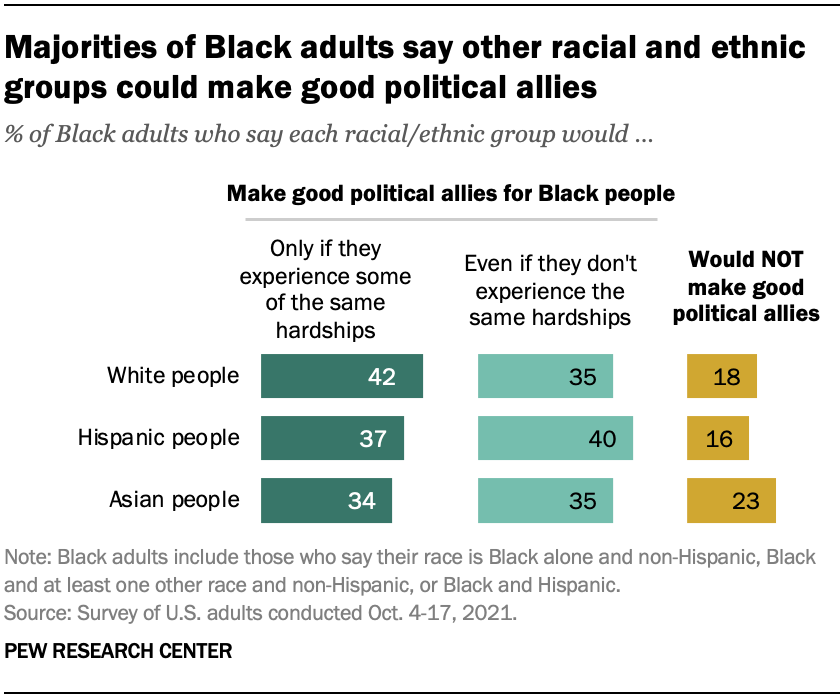 Majorities of Black adults say other racial and ethnic
groups could make good political allies
% of Black adults who say each racial/ethnic group would ...
Make good political allies for Black people
Only if they
experience some
of the same
hardships
Even if they don't
experience the
same hardships
Would NOT
make good
political allies
White people 42 35 18
Hispanic people 37 40 16
Asian people 34 35 23
Note: Black adults include those who say their race is Black alone and non-Hispanic, Black
and at least one other race and non-Hispanic, or Black and Hispanic.
Source: Survey of U.S. adults conducted Oct. 4-17, 2021.
PEW RESEARCH CENTER